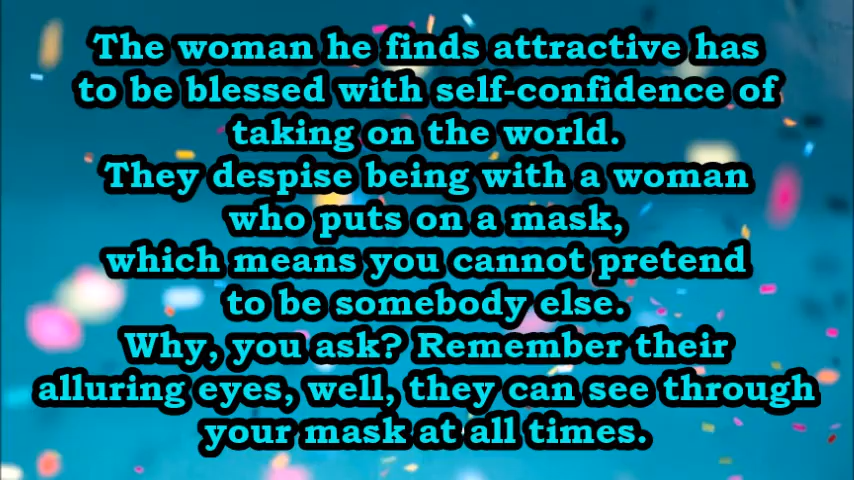 The woman he finds attractive has
to be blessed with self-confidence of
taking on the world.
They despise being with a woman
who puts on a mask,
which means you cannot pretend
to be somebody else.
Why, you ask? Remember their
alluring eyes, well, they can see through
your mask at all times.